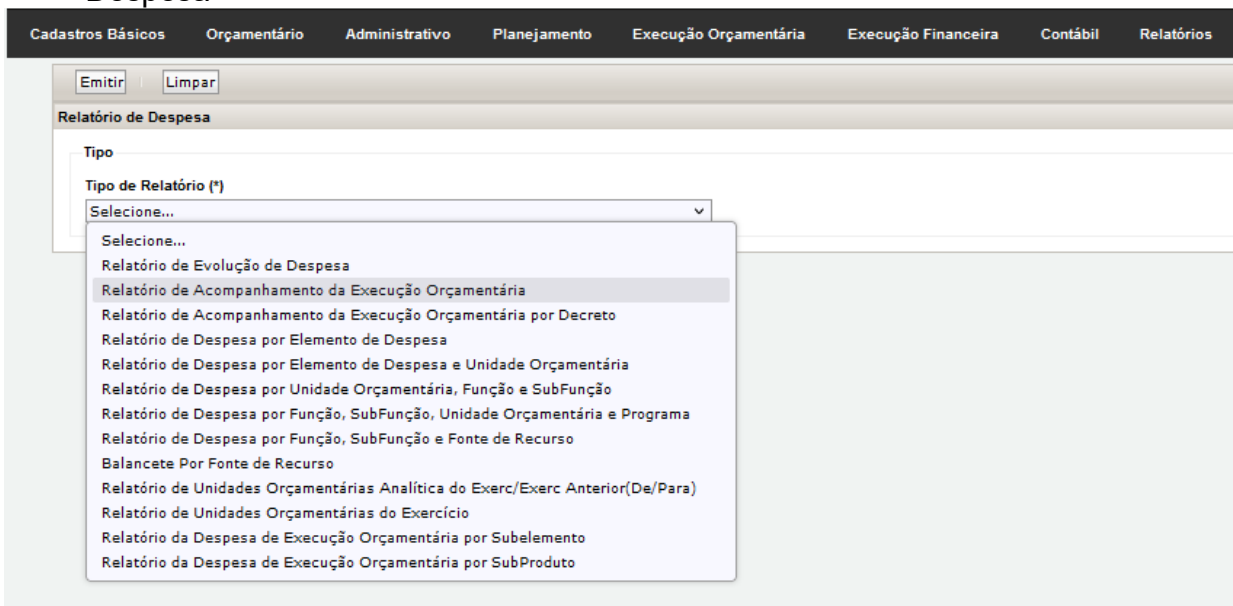 Despesa
Cadastros Básicos Orçamentário Administrativo Planejamento Execução Orçamentária Execução Financeira Contábil Relatórios
Emitir Limpar
Relatório de Despesa
Tipo
Tipo de Relatório (*)
Selecione...
Selecione...
Relatório de Evolução de Despesa
Relatório de Acompanhamento da Execução Orçamentária
Relatório de Acompanhamento da Execução Orçamentária por Decreto
Relatório de Despesa por Elemento de Despesa
Relatório de Despesa por Elemento de Despesa e Unidade Orçamentária
Relatório de Despesa por Unidade Orçamentária, Função e SubFunção
Relatório de Despesa por Função, SubFunção, Unidade Orçamentária e Programa
Relatório de Despesa por Função, SubFunção e Fonte de Recurso
Balancete Por Fonte de Recurso
Relatório de Unidades Orçamentárias Analítica do Exerc/Exerc Anterior(De/Para)
Relatório de Unidades Orçamentárias do Exercício
Relatório da Despesa de Execução Orçamentária por Subelemento
Relatório da Despesa de Execução Orçamentária por SubProduto